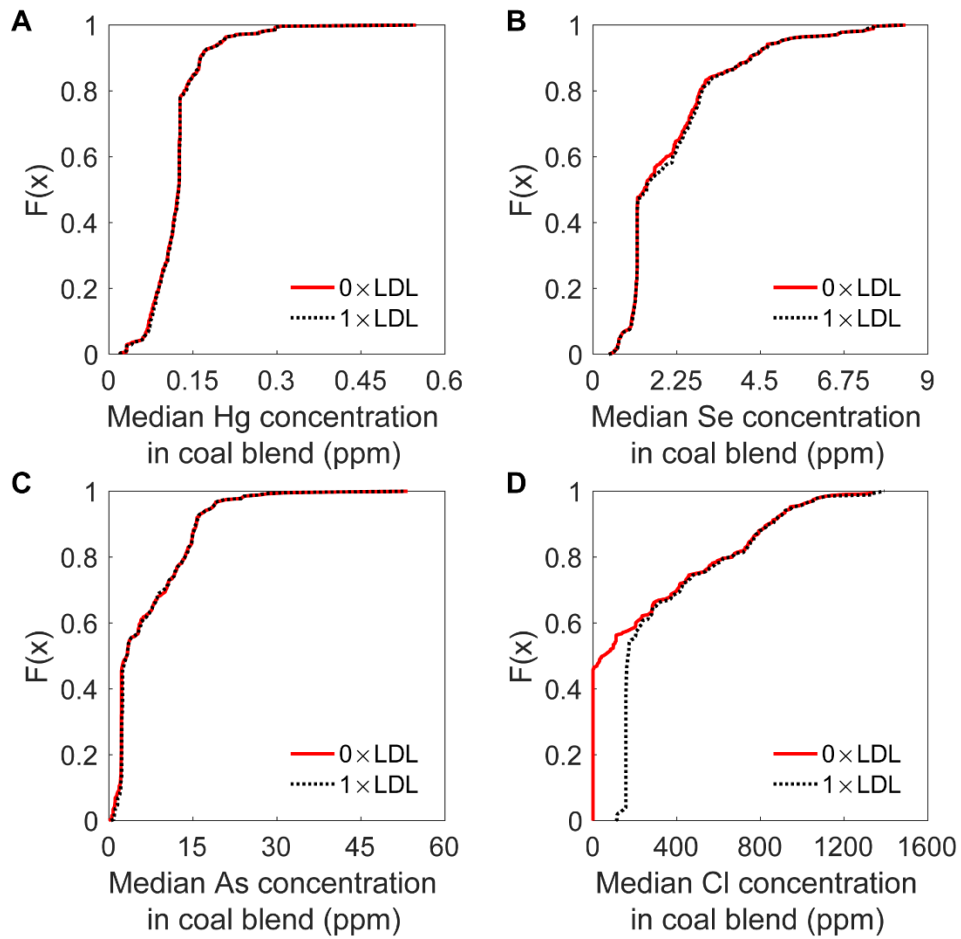 A
F(x)
1
0.8
0.6
0.4
0.2
0
0×LDL
1×LDL
0 0.15 0.3 0.45 0.6
Median Hg concentration
in coal blend (ppm)
B
F(x)
1
0.8
0.6
0.4
0.2
0
0×LDL
1×LDL
0 2.25 4.5 6.75 9
Median Se concentration
in coal blend (ppm)
C
F(x)
1
0.8
0.6
0.4
0.2
0
0×LDL
1×LDL
0 15 30 45 60
Median As concentration
in coal blend (ppm)
D
F(x)
1
0.8
0.6
0.4
0.2
0
0×LDL
1×LDL
0 400 800 1200 1600
Median Cl concentration
in coal blend (ppm)